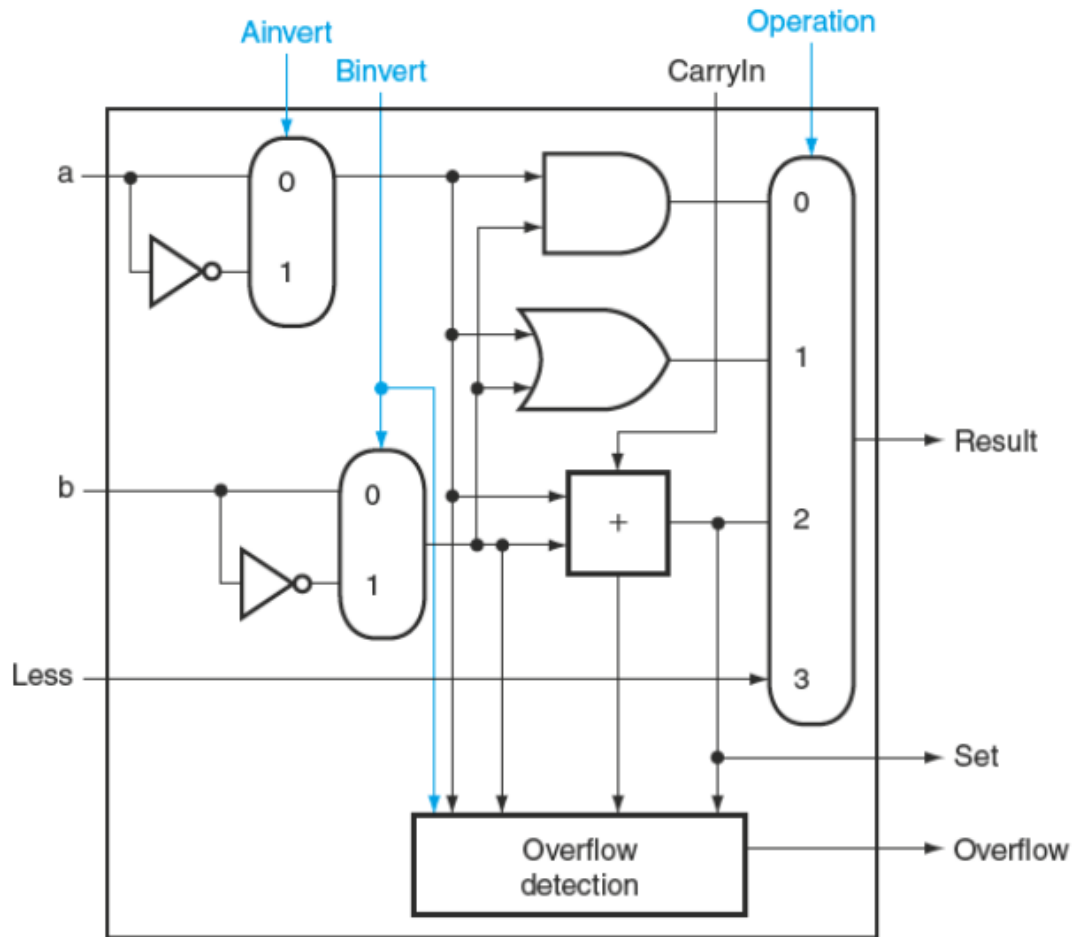 Operation
Ainvert
Binvert
CarryIn
a
0
0
1
1
Result
b
0
2
+
1
Less
3
Set
Overflow
detection
Overflow